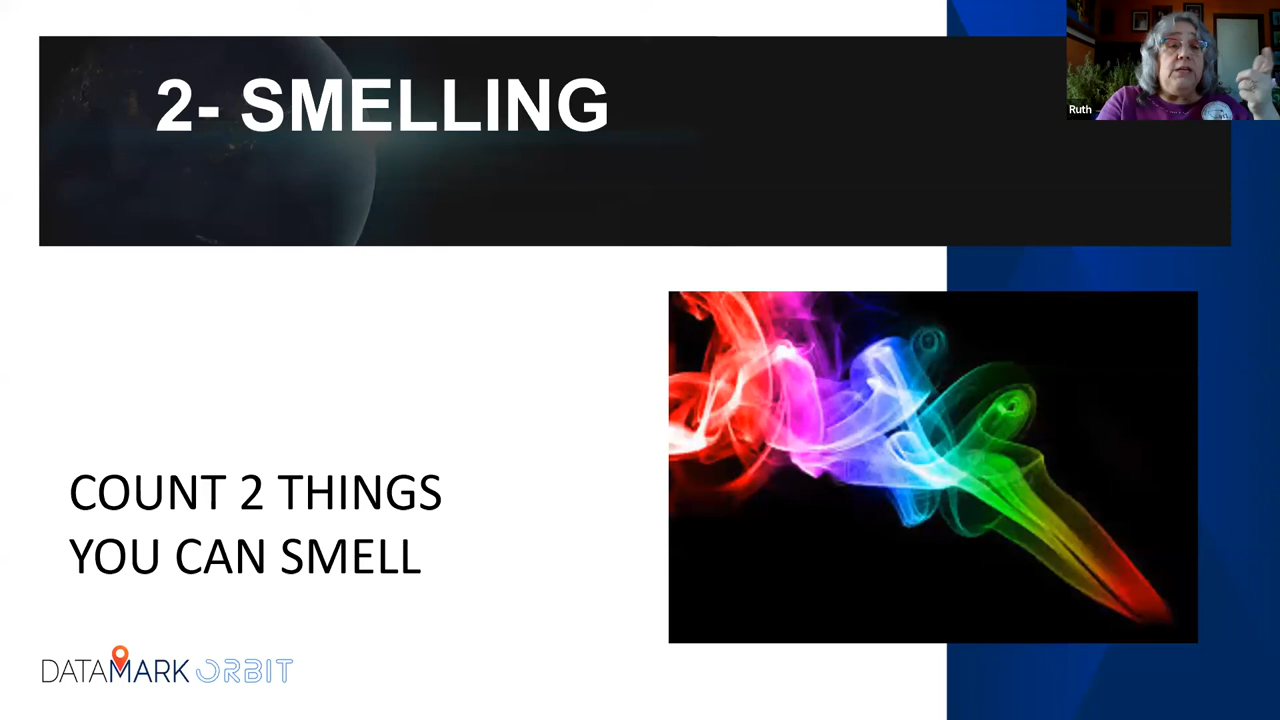 2- SMELLING
Ruth
COUNT 2 THINGS
YOU CAN SMELL
DATAMARK ORBIT